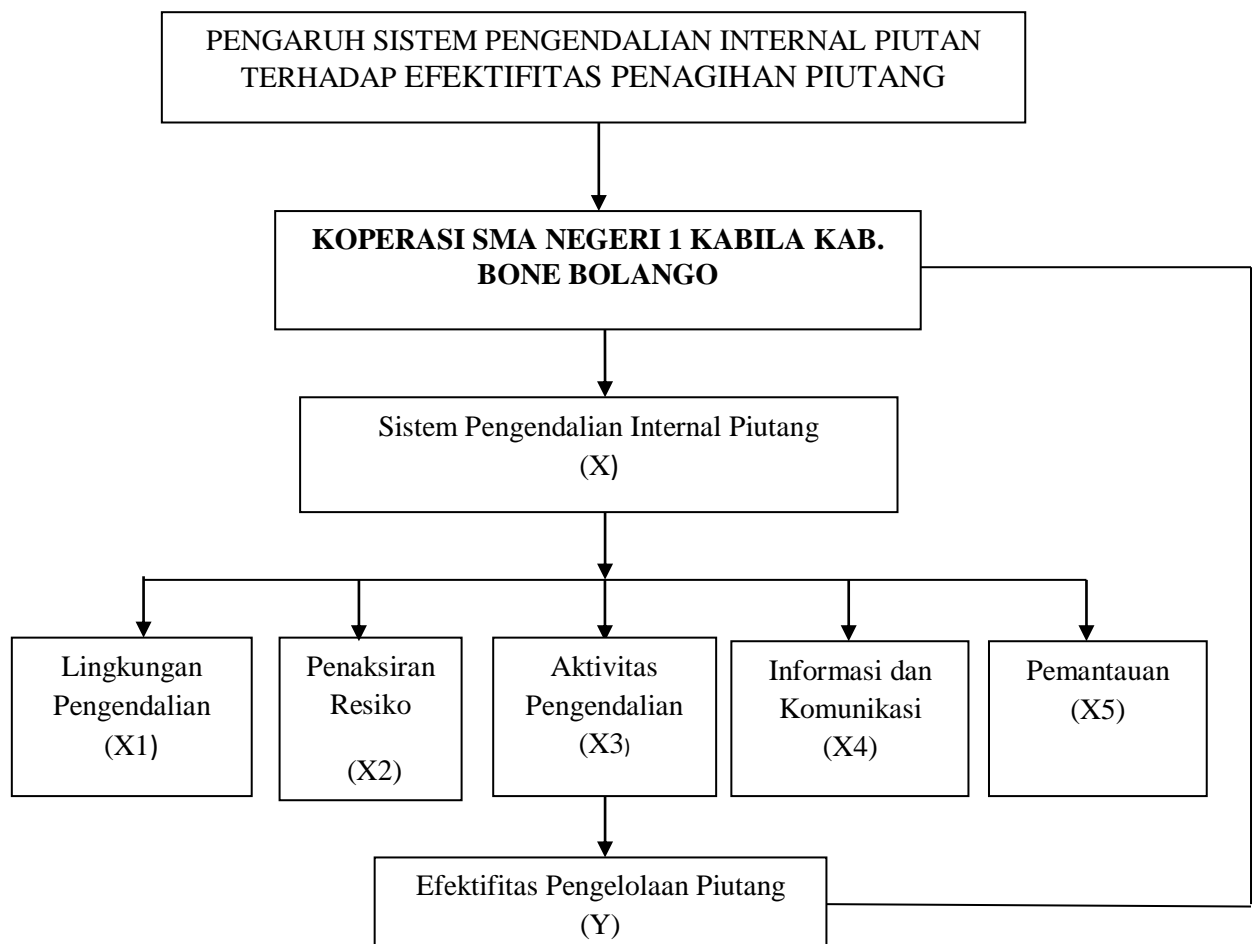 PENGARUH SISTEM PENGENDALIAN INTERNAL PIUTAN
TERHADAP EFEKTIFITAS PENAGIHAN PIUTANG
KOPERASI SMA NEGERI 1 KABILA KAB.
BONE BOLANGO
Sistem Pengendalian Internal Piutang
(X)
Lingkungan
Pengendalian
(X1)
Penaksiran
Resiko
(X2)
Aktivitas
Pengendalian
(X3)
Informasi dan
Komunikasi
(X4)
Pemantauan
(X5)
Efektifitas Pengelolaan Piutang
(Y)